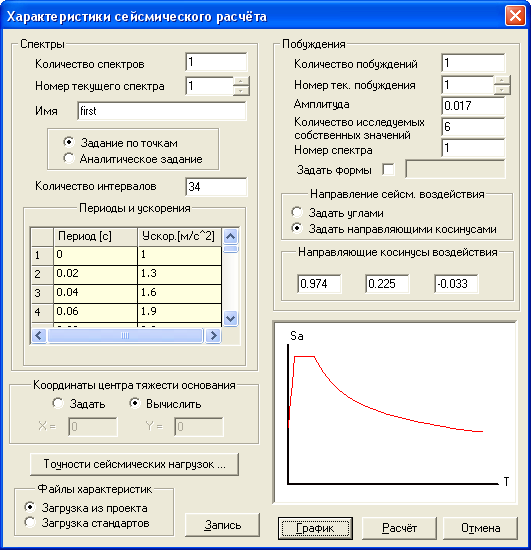 Характеристики сейсмического расчёта
Спектры
Количество спектров 1
Номер текущего спектра 1
Имя first
Задание по точкам
Аналитическое задание
Количество интервалов 34
Периоды и ускорения
Период [с] Ускор.[м/с^2]
1 0 1
2 0.02 1.3
3 0.04 1.6
4 0.06 1.9
Координаты центра тяжести основания
Задать Вычислить
X = 0 Y = 0
Тоуности сейсмических нагрузок ...
Файлы характеристик
Загрузка из проекта
Загрузка стандартов
Запись
Побуждения
Количество побуждений 1
Номер тек. побуждения 1
Амплитуда 0.017
Количество исследуемых
собственных значений 6
Номер спектра 1
Задать формы
Направление сейсм. воздействия
Задать углами
Задать направляющими косинусами
Направляющие косинусы воздействия
0.974 0.225 -0.033
Sa
T
График Расчёт Отмена